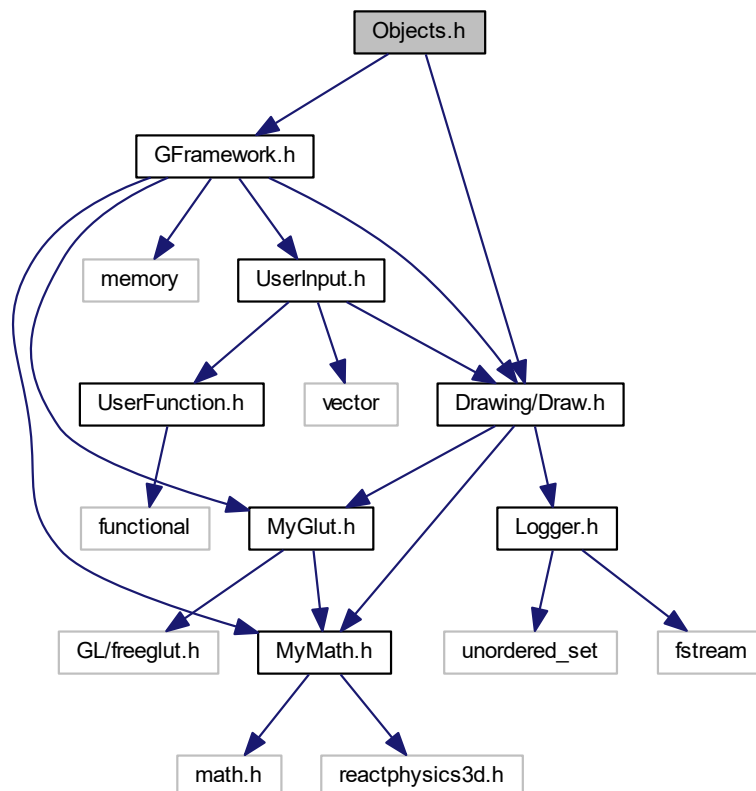 Objects.h
GFramework.h
memory
UserInput.h
UserFunction.h
vector
Drawing/Draw.h
functional
MyGlut.h
Logger.h
GL/freeglut.h
MyMath.h
unordered_set
fstream
math.h
reactphysics3d.h